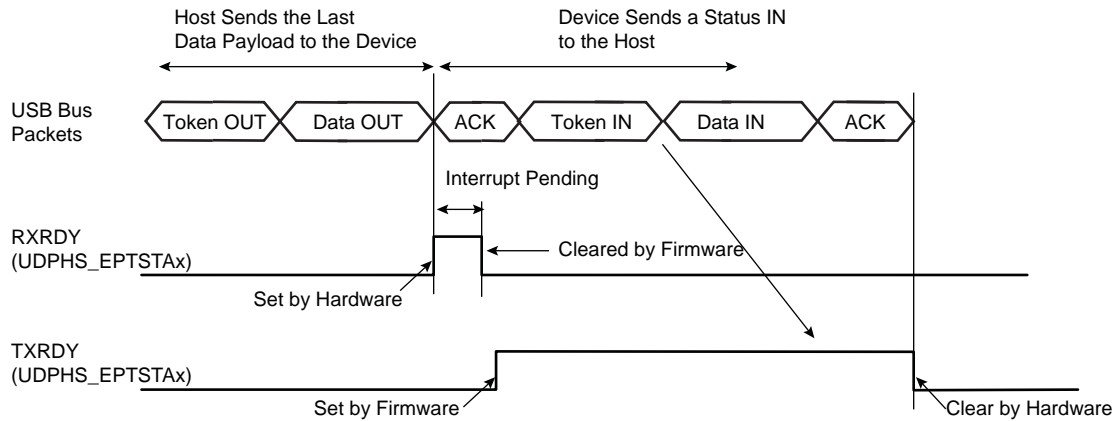 Host Sends the Last
Data Payload to the Device
Device Sends a Status IN
to the Host
USB Bus
Packets
Token OUT
Data OUT
ACK
Token IN
Data IN
ACK
Interrupt Pending
RXRDY
(UDPHS_EPTSTAx)
Cleared by Firmware
Set by Hardware
TXRDY
(UDPHS_EPTSTAx)
Set by Firmware
Clear by Hardware